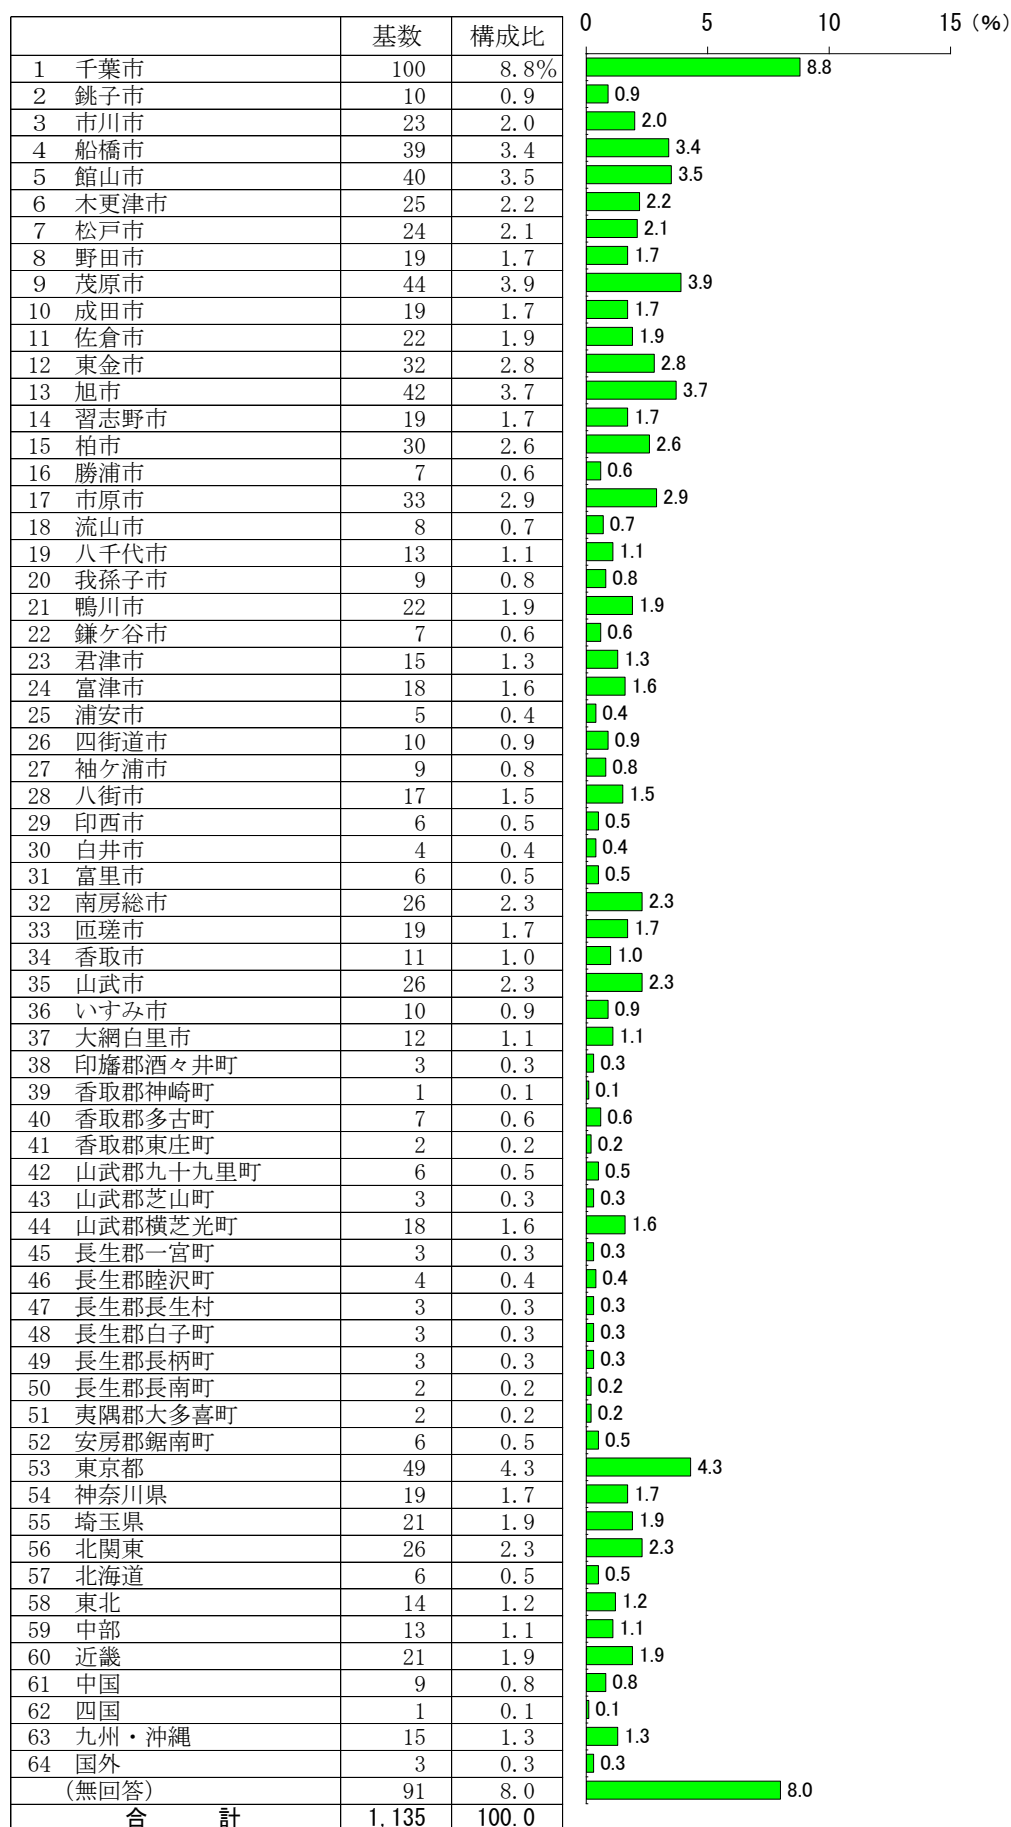 0 5 10 15 (%)
基数 構成比
1 千葉市 100 8.8% 8.8
2 銚子市 10 0.9 0.9
3 市川市 23 2.0 2.0
4 船橋市 39 3.4 3.4
5 館山市 40 3.5 3.5
6 木更津市 25 2.2 2.2
7 松戸市 24 2.1 2.1
8 野田市 19 1.7 1.7
9 茂原市 44 3.9 3.9
10 成田市 19 1.7 1.7
11 佐倉市 22 1.9 1.9
12 東金市 32 2.8 2.8
13 旭市 42 3.7 3.7
14 習志野市 19 1.7 1.7
15 柏市 30 2.6 2.6
16 勝浦市 7 0.6 0.6
17 市原市 33 2.9 2.9
18 流山市 8 0.7 0.7
19 八千代市 13 1.1 1.1
20 我孫子市 9 0.8 0.8
21 鴨川市 22 1.9 1.9
22 鎌ケ谷市 7 0.6 0.6
23 君津市 15 1.3 1.3
24 富津市 18 1.6 1.6
25 浦安市 5 0.4 0.4
26 四街道市 10 0.9 0.9
27 袖ケ浦市 9 0.8 0.8
28 八街市 17 1.5 1.5
29 印西市 6 0.5 0.5
30 白井市 4 0.4 0.4
31 富里市 6 0.5 0.5
32 南房総市 26 2.3 2.3
33 匝瑳市 19 1.7 1.7
34 香取市 11 1.0 1.0
35 山武市 26 2.3 2.3
36 いすみ市 10 0.9 0.9
37 大網白里市 12 1.1 1.1
38 印旛郡酒々井町 3 0.3 0.3
39 香取郡神崎町 1 0.1 0.1
40 香取郡多古町 7 0.6 0.6
41 香取郡東庄町 2 0.2 0.2
42 山武郡九十九里町 6 0.5 0.5
43 山武郡芝山町 3 0.3 0.3
44 山武郡横芝光町 18 1.6 1.6
45 長生郡一宮町 3 0.3 0.3
46 長生郡睦沢町 4 0.4 0.4
47 長生郡長生村 3 0.3 0.3
48 長生郡白子町 3 0.3 0.3
49 長生郡長柄町 3 0.3 0.3
50 長生郡長南町 2 0.2 0.2
51 夷隅郡大多喜町 2 0.2 0.2
52 安房郡鋸南町 6 0.5 0.5
53 東京都 49 4.3 4.3
54 神奈川県 19 1.7 1.7
55 埼玉県 21 1.9 1.9
56 北関東 26 2.3 2.3
57 北海道 6 0.5 0.5
58 東北 14 1.2 1.2
59 中部 13 1.1 1.1
60 近畿 21 1.9 1.9
61 中国 9 0.8 0.8
62 四国 1 0.1 0.1
63 九州・沖縄 15 1.3 1.3
64 国外 3 0.3 0.3
(無回答) 91 8.0 8.0
合 計 1,135 100.0